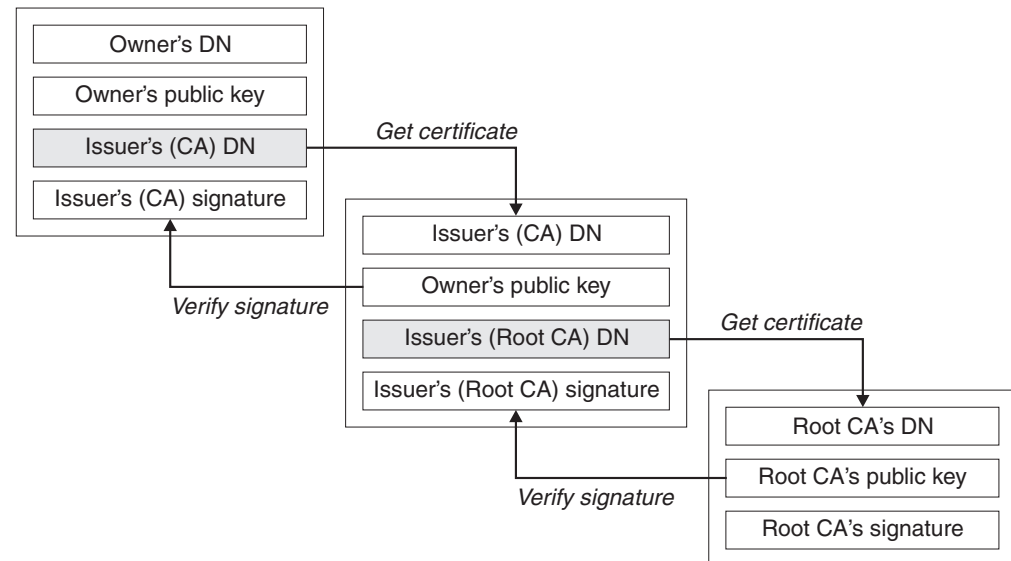 Owner's DN
Owner's public key
Issuer's (CA) DN
Issuer's (CA) signature
Get certificate
Verify signature
Issuer's (CA) DN
Owner's public key
Issuer's (Root CA) DN
Issuer's (Root CA) signature
Get certificate
Verify signature
Root CA's DN
Root CA's public key
Root CA's signature